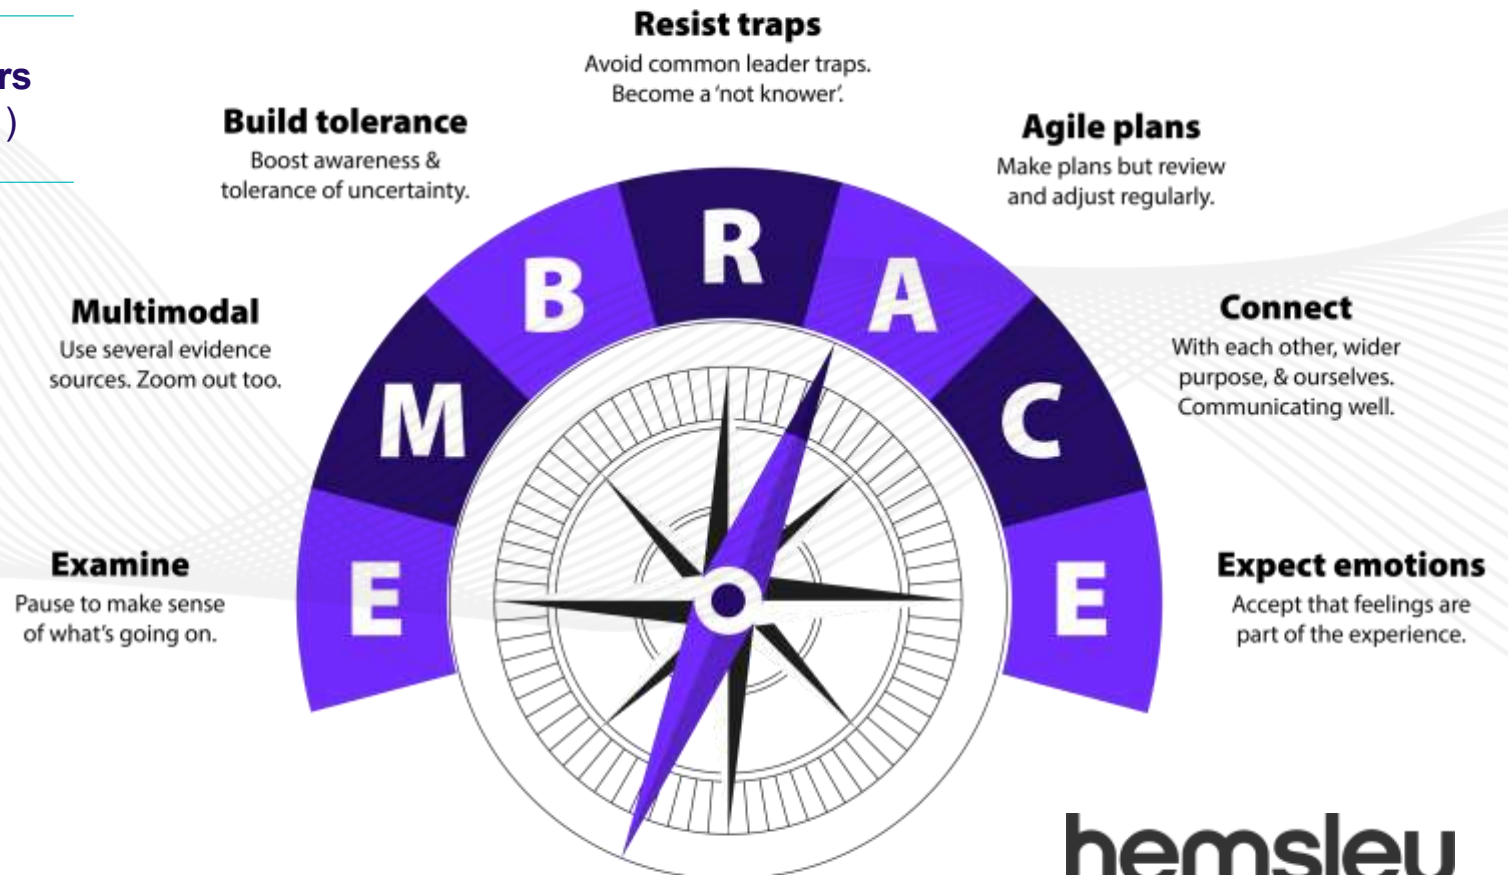 rs
)
Resist traps
Avoid common leader traps.
Become a ‘not knower’.
Build tolerance
Boost awareness &
tolerance of uncertainty.
Agile plans
Make plans but review
and adjust regularly.
Multimodal
Use several evidence
sources. Zoom out too.
Connect
With each other, wider
purpose, & ourselves.
Communicating well.
Examine
Pause to make sense
of what’s going on.
Expect emotions
Accept that feelings are
part of the experience.
E M B R A C E
hemsley